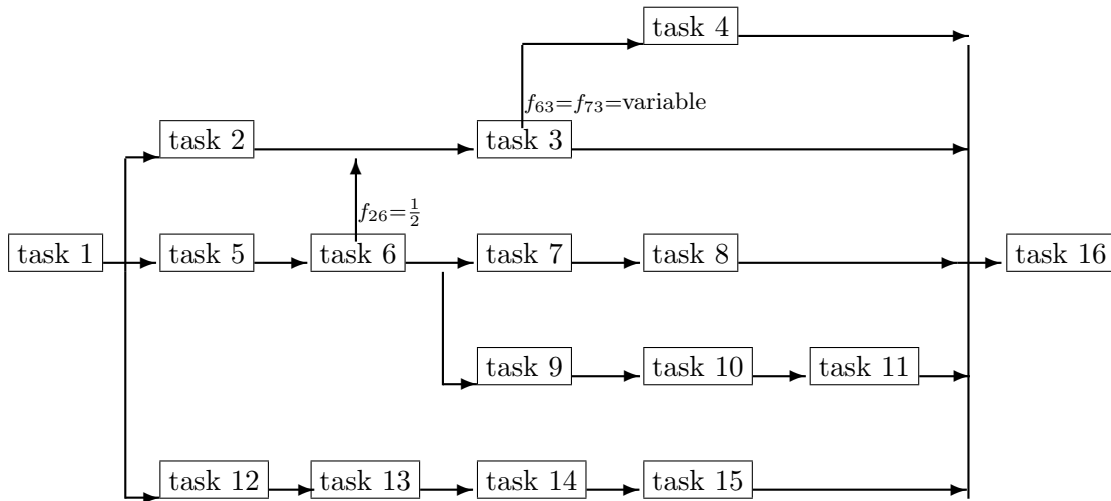 task 4
f₆₃=f₇₃=variable
task 2
task 3
f₂₆=½
task 1
task 5
task 6
task 7
task 8
task 16
task 9
task 10
task 11
task 12
task 13
task 14
task 15